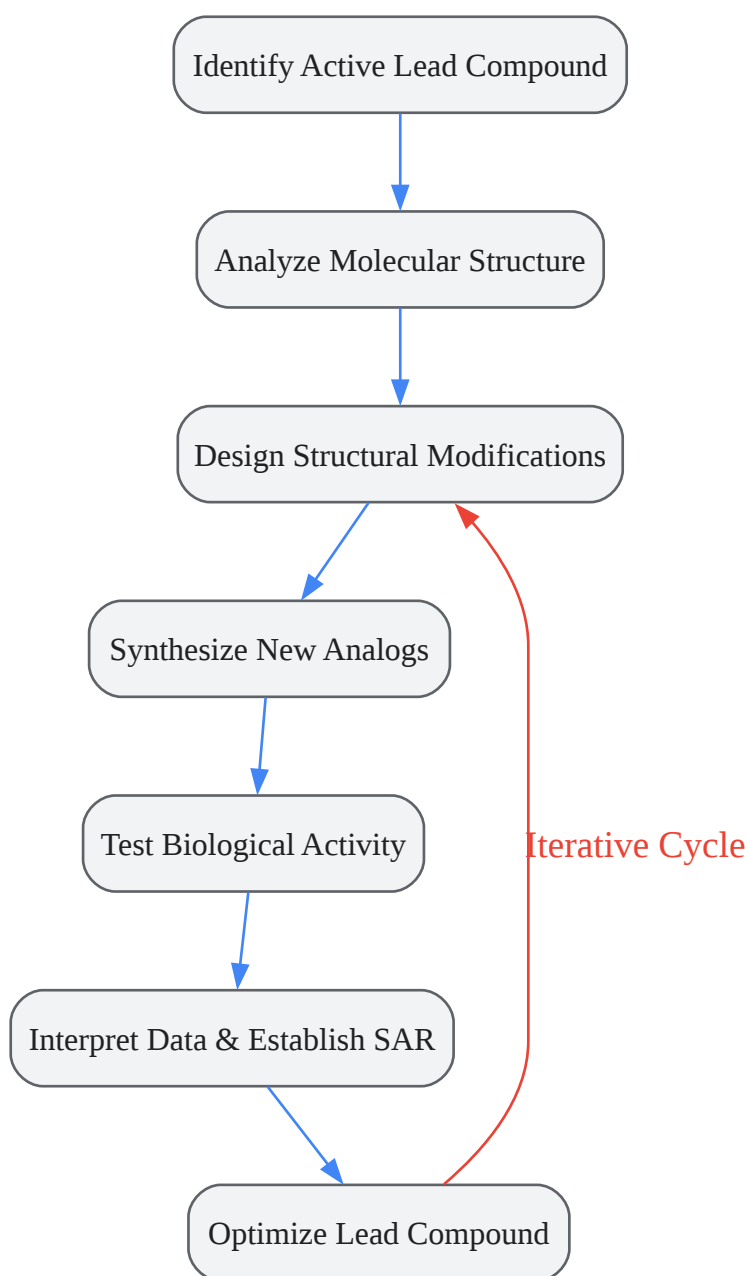 Identify Active Lead Compound
Analyze Molecular Structure
Design Structural Modifications
Synthesize New Analogs
Test Biological Activity
Iterative Cycle
Interpret Data & Establish SAR
Optimize Lead Compound